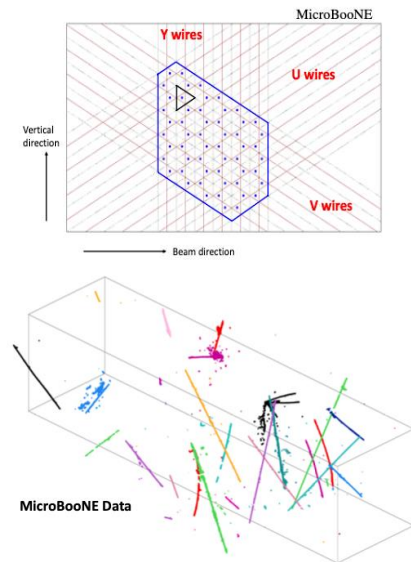 MicroBooNE
Y wires
U wires
Vertical
direction
V wires
Beam direction
MicroBooNE Data